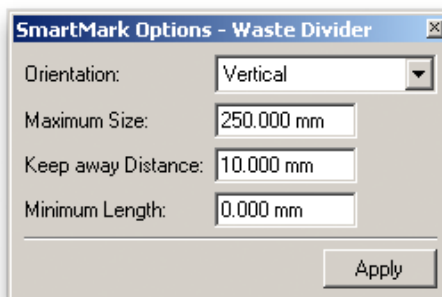 SmartMark Options - Waste Divider
Orientation: Vertical
Maximum Size: 250.000 mm
Keep away Distance: 10.000 mm
Minimum Length: 0.000 mm
Apply